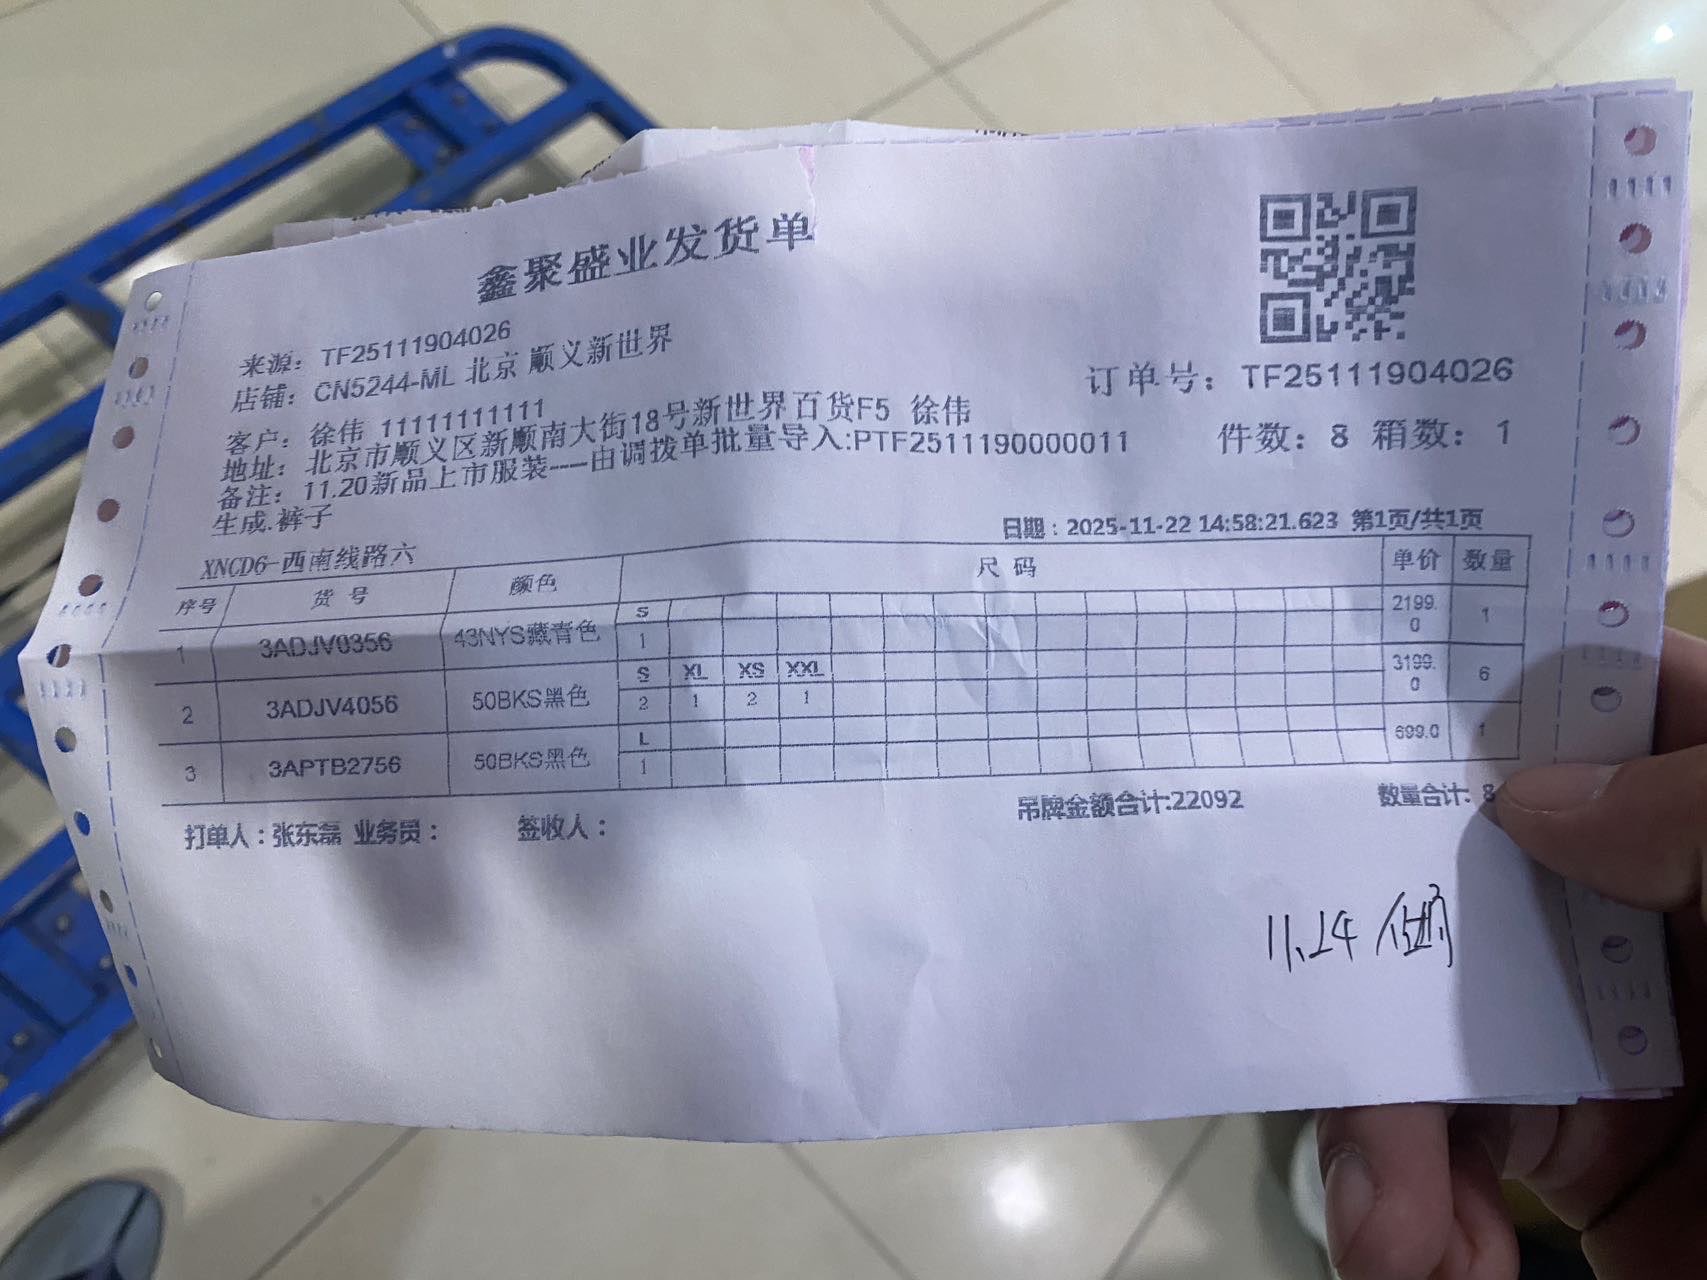 鑫聚盛业发货单
来源：TF25111904026
店铺：CN5244-ML 北京 顺义新世界
订单号：TF25111904026
客户：徐伟 11111111111
地址：北京市顺义区新顺南大街18号新世界百货F5 徐伟
件数：8 箱数：1
备注：11.20新品上市服装----由调拨单批量导入:PTF2511190000011
生成.裤子
日期：2025-11-22 14:58:21.623 第1页/共1页
XNCD6-西南线路六
序号 货号 颜色 尺码 单价 数量
1 3ADJV0356 43NYS藏青色 S 2199.0 1
1
2 3ADJV4056 50BKS黑色 S XL XS XXL 3199.0 6
2 1 2 1
3 3APTB2756 50BKS黑色 L 699.0 1
1
吊牌金额合计:22092 数量合计: 8
打单人：张东磊 业务员： 签收人：
11.24